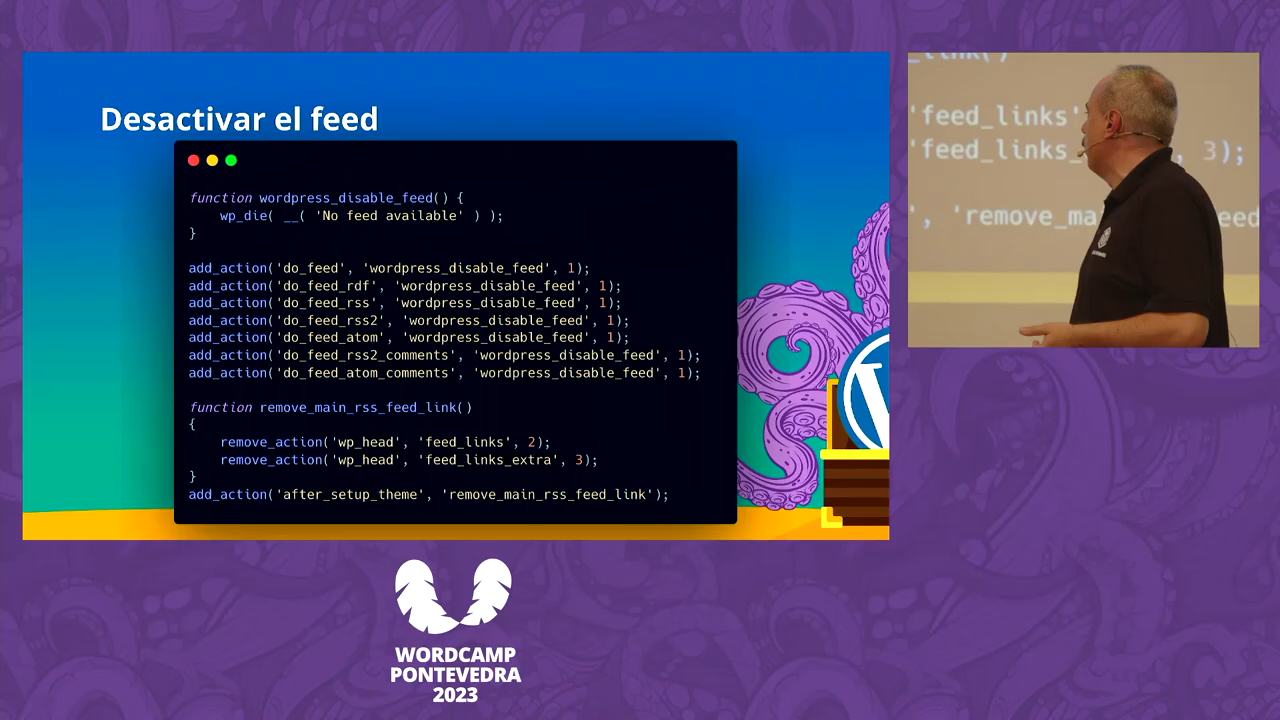 Desactivar el feed
function wordpress_disable_feed() {
    wp_die( __( 'No feed available' ) );
}
add_action('do_feed', 'wordpress_disable_feed', 1);
add_action('do_feed_rdf', 'wordpress_disable_feed', 1);
add_action('do_feed_rss', 'wordpress_disable_feed', 1);
add_action('do_feed_rss2', 'wordpress_disable_feed', 1);
add_action('do_feed_atom', 'wordpress_disable_feed', 1);
add_action('do_feed_rss2_comments', 'wordpress_disable_feed', 1);
add_action('do_feed_atom_comments', 'wordpress_disable_feed', 1);
function remove_main_rss_feed_link()
{
    remove_action('wp_head', 'feed_links', 2);
    remove_action('wp_head', 'feed_links_extra', 3);
}
add_action('after_setup_theme', 'remove_main_rss_feed_link');
_link()
'feed_links'
'feed_links_ , 3);
', 'remove_ma eed
WORDCAMP
PONTEVEDRA
2023